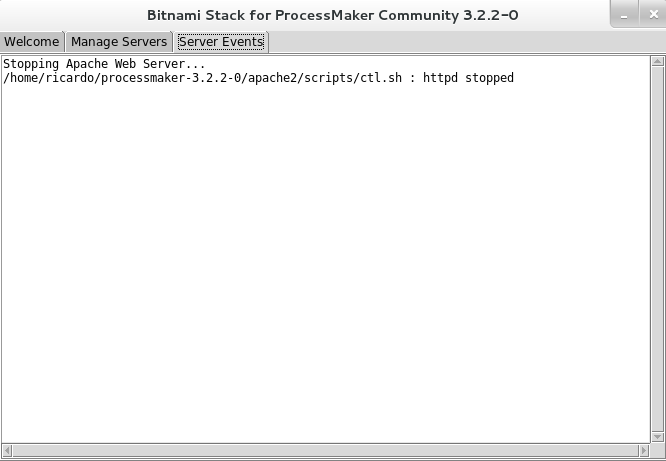 Bitnami Stack for ProcessMaker Community 3.2.2-0
Welcome Manage Servers Server Events
Stopping Apache Web Server...
/home/ricardo/processmaker-3.2.2-0/apache2/scripts/ctl.sh : httpd stopped